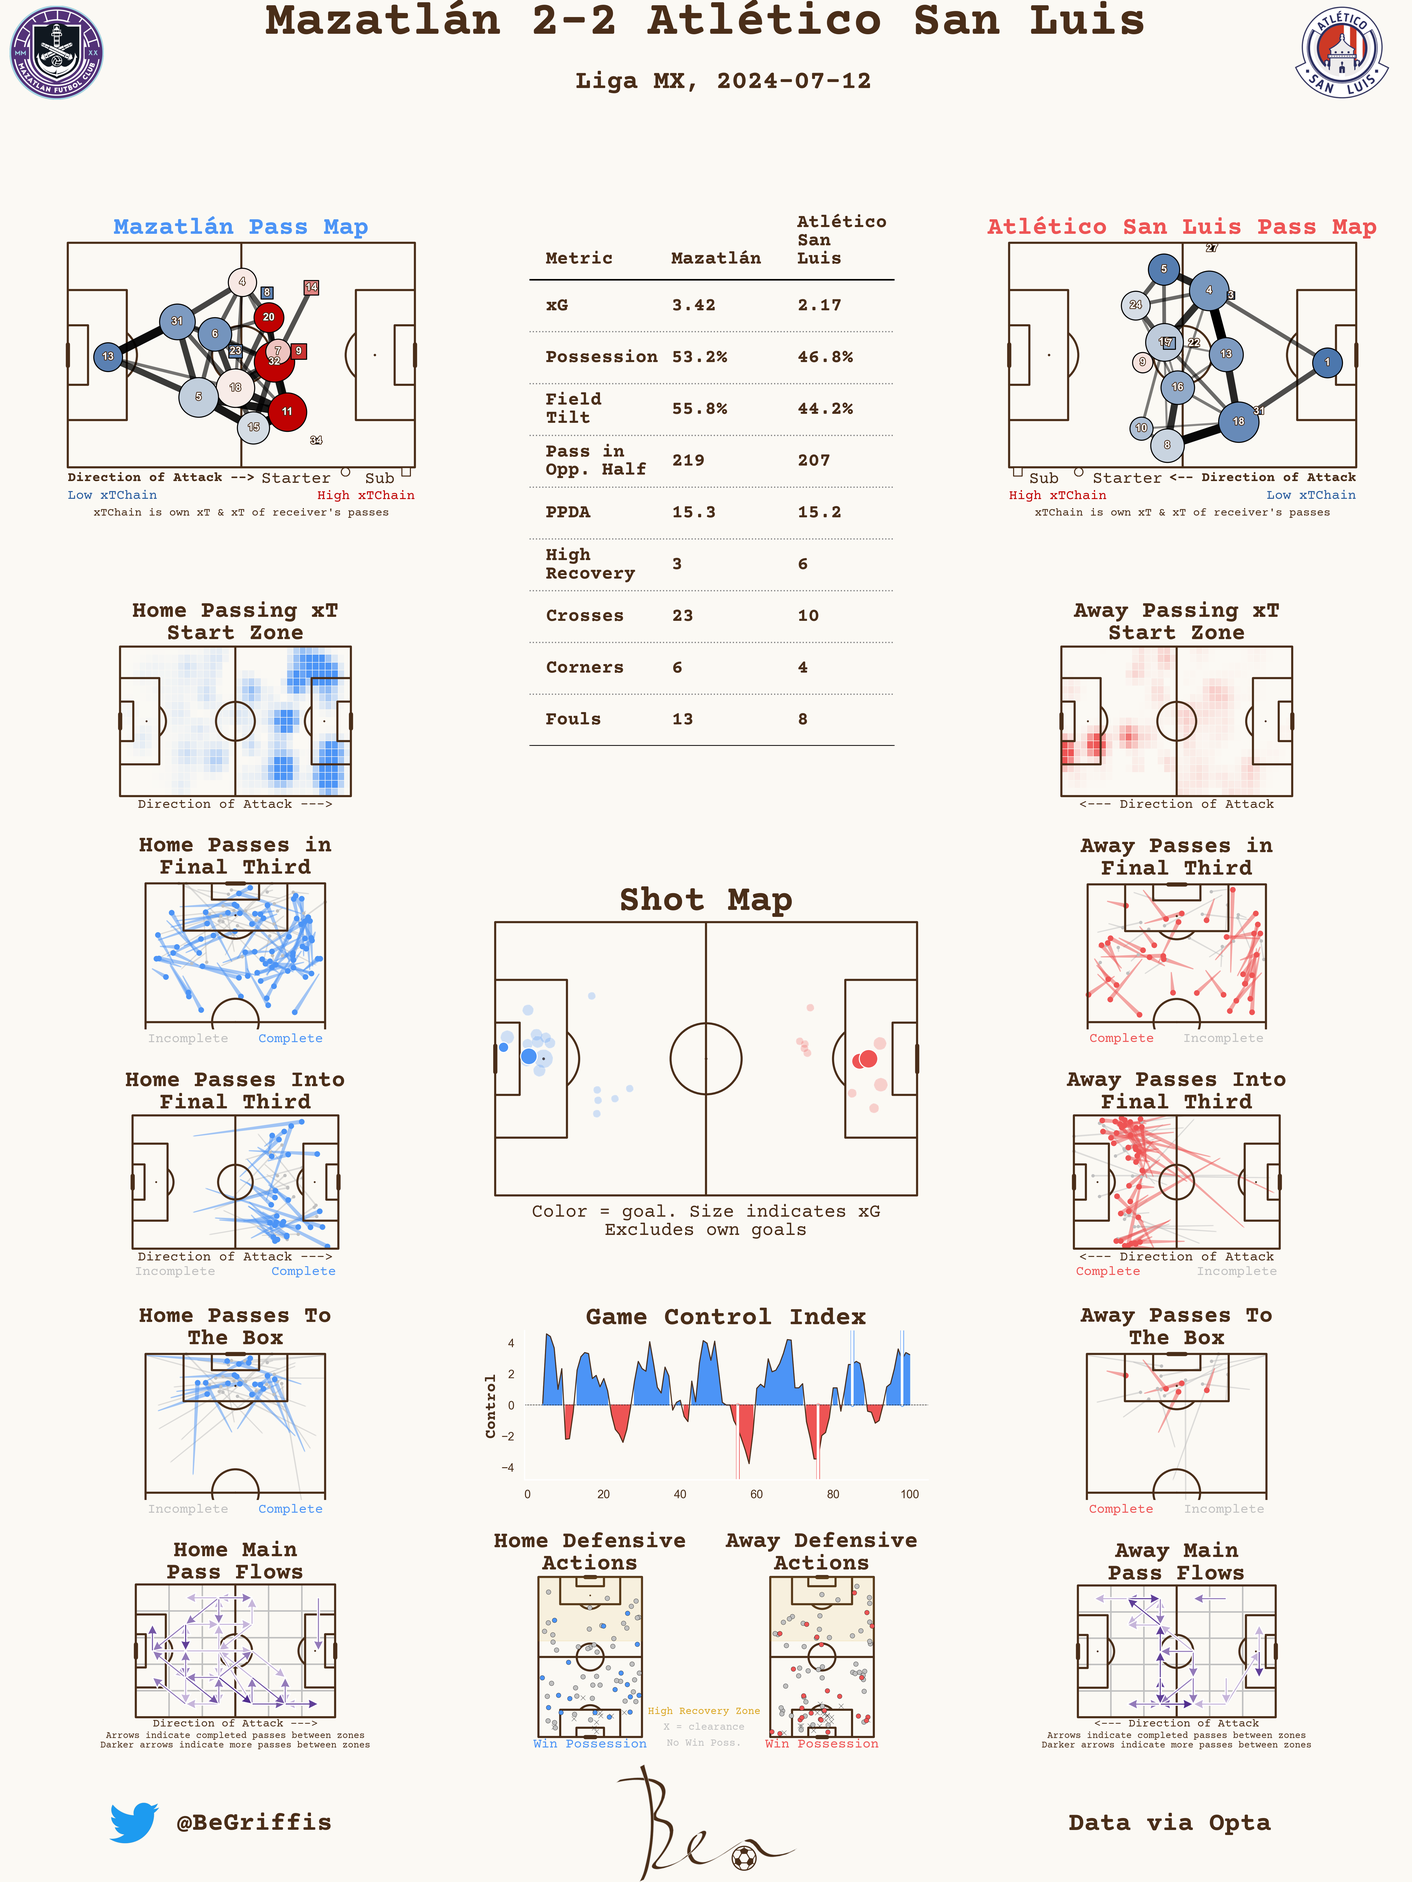 Mazatlán 2-2 Atlético San Luis
Liga MX, 2024-07-12
MM XX
MAZATLÁN FUTBOL CLUB
ATLÉTICO
SAN LUIS
Mazatlán Pass Map
4
8
14
31
6
20
13
23
7
9
32
5
18
11
15
34
Direction of Attack --> Starter Sub
Low xTChain High xTChain
xTChain is own xT & xT of receiver's passes
Metric Mazatlán Atlético
San
Luis
xG 3.42 2.17
Possession 53.2% 46.8%
Field
Tilt 55.8% 44.2%
Pass in
Opp. Half 219 207
PPDA 15.3 15.2
High
Recovery 3 6
Crosses 23 10
Corners 6 4
Fouls 13 8
Atlético San Luis Pass Map
27
5
4
24
3
17
22
9
13
1
16
10
18
31
8
Sub Starter <-- Direction of Attack
High xTChain Low xTChain
xTChain is own xT & xT of receiver's passes
Home Passing xT
Start Zone
Direction of Attack --->
Away Passing xT
Start Zone
<--- Direction of Attack
Home Passes in
Final Third
Incomplete Complete
Away Passes in
Final Third
Complete Incomplete
Shot Map
Color = goal. Size indicates xG
Excludes own goals
Home Passes Into
Final Third
Direction of Attack --->
Incomplete Complete
Away Passes Into
Final Third
<--- Direction of Attack
Complete Incomplete
Home Passes To
The Box
Incomplete Complete
Game Control Index
Control
4
2
0
−2
−4
0 20 40 60 80 100
Away Passes To
The Box
Complete Incomplete
Home Main
Pass Flows
Direction of Attack --->
Arrows indicate completed passes between zones
Darker arrows indicate more passes between zones
Home Defensive
Actions
Win Possession
High Recovery Zone
X = clearance
No Win Poss.
Away Defensive
Actions
Win Possession
Away Main
Pass Flows
<--- Direction of Attack
Arrows indicate completed passes between zones
Darker arrows indicate more passes between zones
@BeGriffis
Ben
Data via Opta